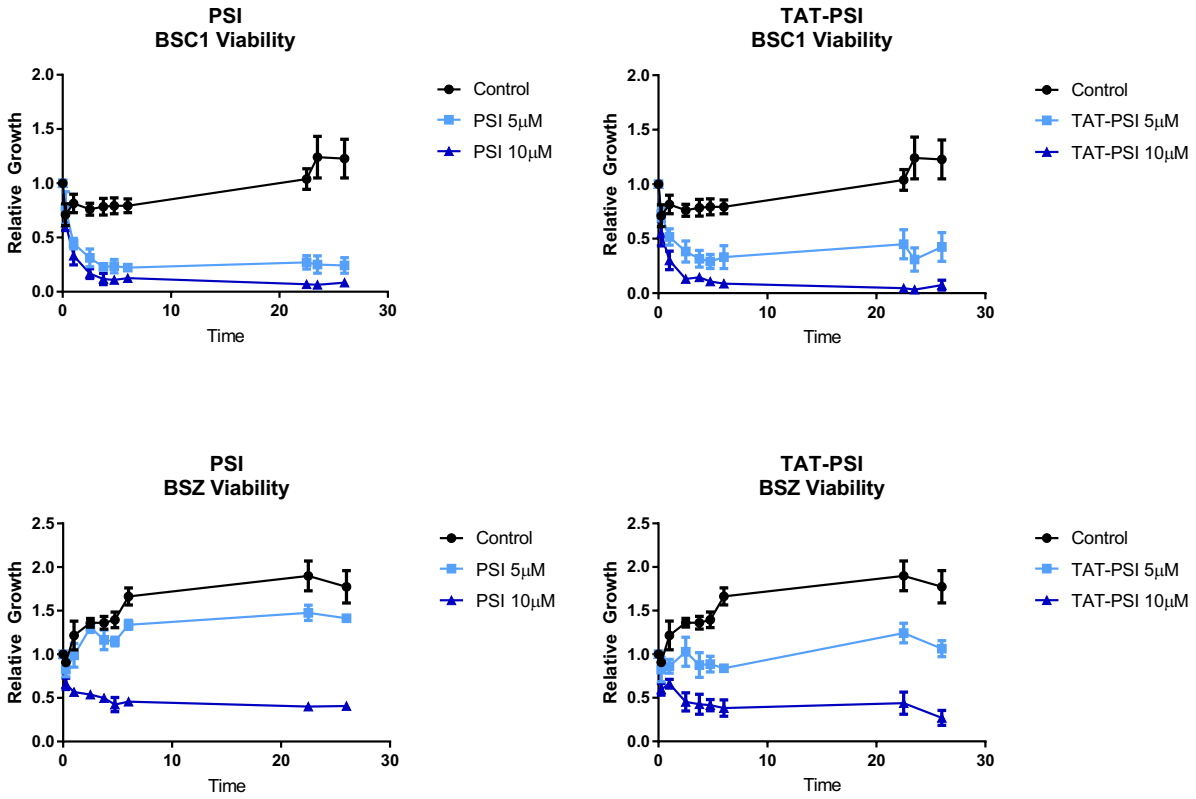 PSI
BSC1 Viability
2.0
1.5
1.0
0.5
0.0
Relative Growth
0
10
20
30
Time
Control
PSI 5μM
PSI 10μM
TAT-PSI
BSC1 Viability
2.0
1.5
1.0
0.5
0.0
Relative Growth
0
10
20
30
Time
Control
TAT-PSI 5μM
TAT-PSI 10μM
PSI
BSZ Viability
2.5
2.0
1.5
1.0
0.5
0.0
Relative Growth
0
10
20
30
Time
Control
PSI 5μM
PSI 10μM
TAT-PSI
BSZ Viability
2.5
2.0
1.5
1.0
0.5
0.0
Relative Growth
0
10
20
30
Time
Control
TAT-PSI 5μM
TAT-PSI 10μM